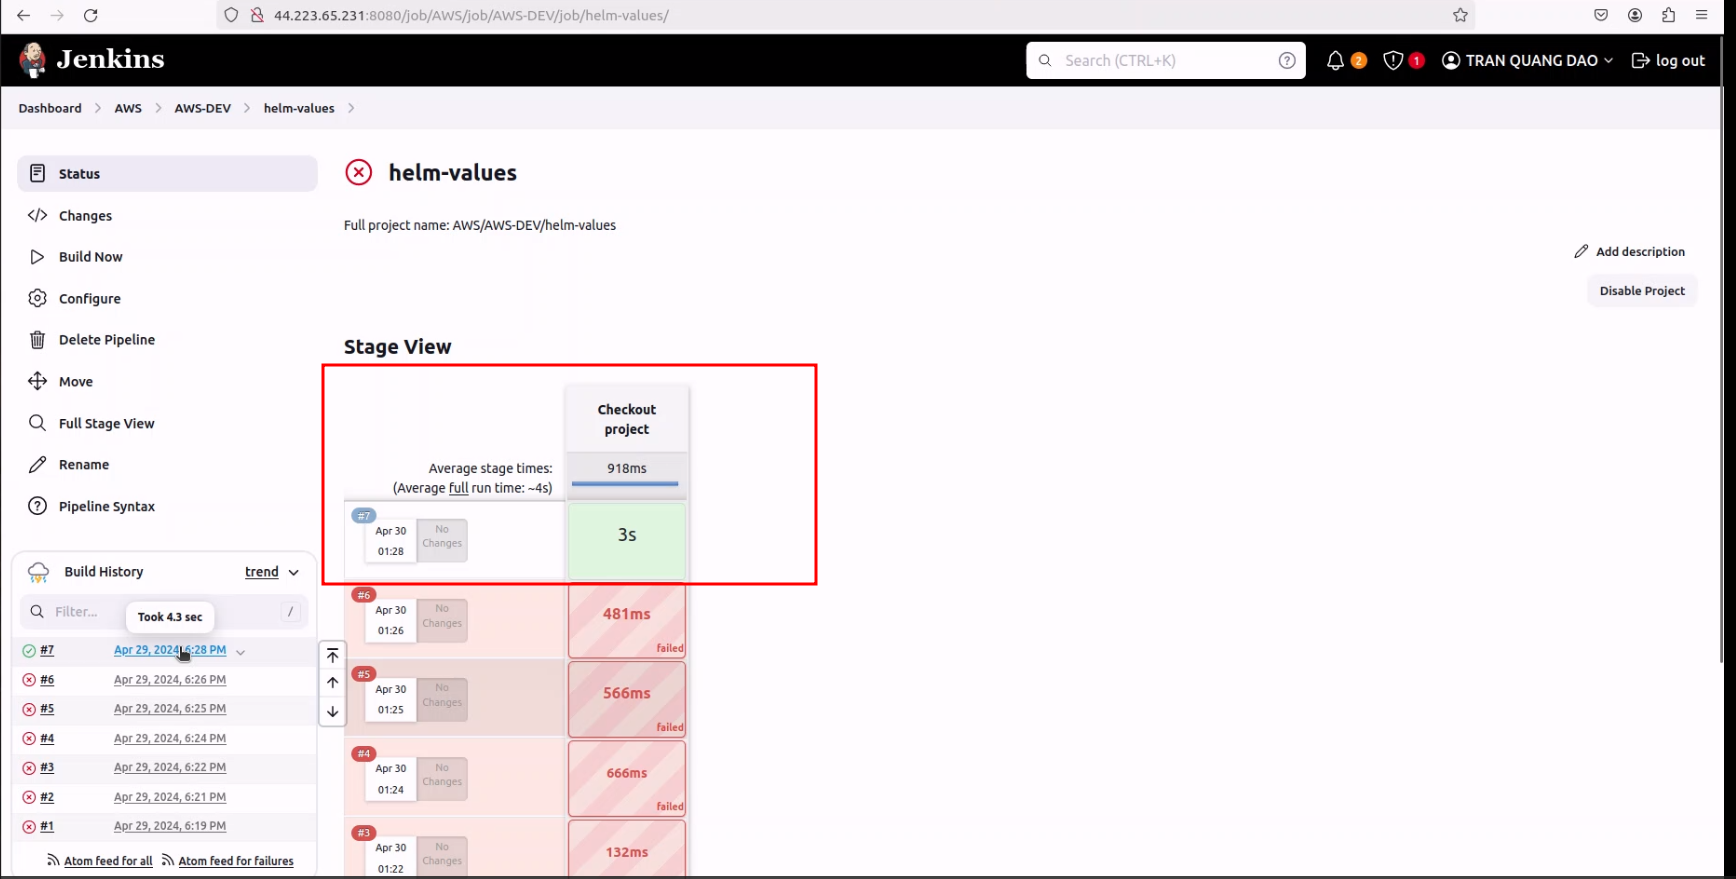 44.223.65.231:8080/job/AWS/job/AWS-DEV/job/helm-values/
Jenkins
Search (CTRL+K)
2
1
TRAN QUANG DAO
log out
Dashboard
AWS
AWS-DEV
helm-values
Status
Changes
Build Now
Configure
Delete Pipeline
Move
Full Stage View
Rename
Pipeline Syntax
Build History
trend
Filter...
/
Took 4.3 sec
#7 Apr 29, 2024, 6:28 PM
#6 Apr 29, 2024, 6:26 PM
#5 Apr 29, 2024, 6:25 PM
#4 Apr 29, 2024, 6:24 PM
#3 Apr 29, 2024, 6:22 PM
#2 Apr 29, 2024, 6:21 PM
#1 Apr 29, 2024, 6:19 PM
Atom feed for all Atom feed for failures
helm-values
Full project name: AWS/AWS-DEV/helm-values
Add description
Disable Project
Stage View
Checkout
project
Average stage times:
(Average full run time: ~4s)
918ms
#7
Apr 30
01:28
No
Changes
3s
#6
Apr 30
01:26
No
Changes
481ms
failed
#5
Apr 30
01:25
No
Changes
566ms
failed
#4
Apr 30
01:24
No
Changes
666ms
failed
#3
Apr 30
01:22
No
Changes
132ms